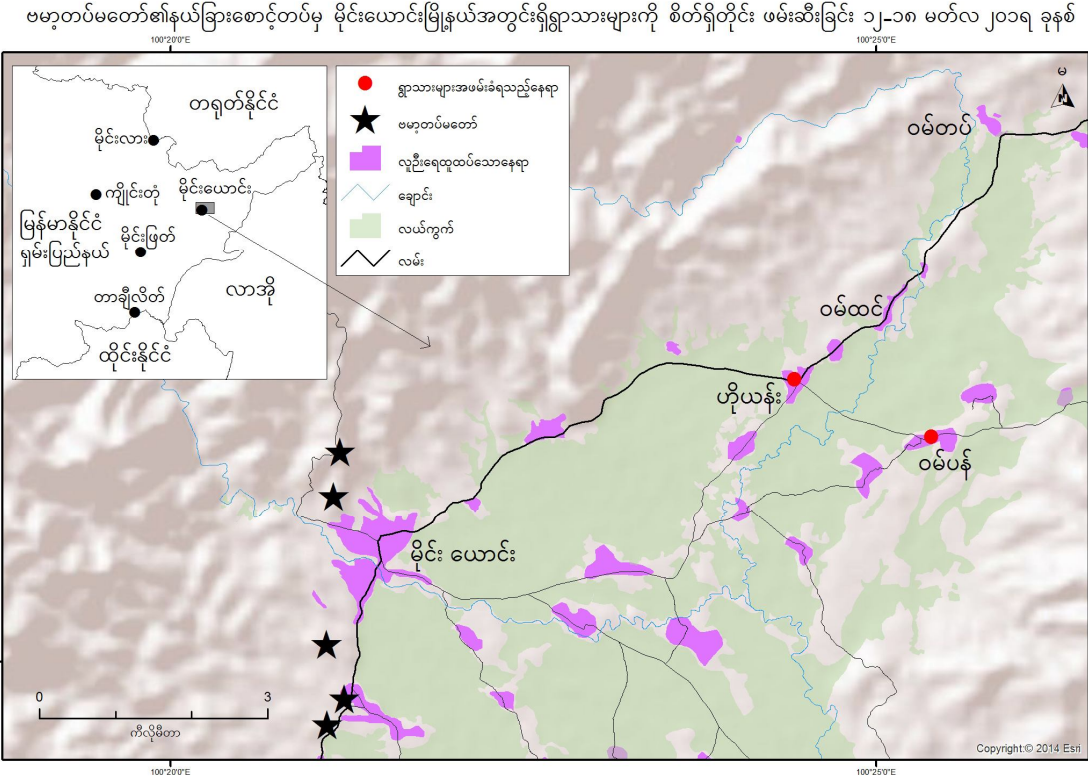 ဗမာ့တပ်မတော်၏နယ်ခြားစောင့်တပ်မှ မိုင်းယောင်းမြို့နယ်အတွင်းရှိရွာသားများကို စိတ်ရှိတိုင်း ဖမ်းဆီးခြင်း ၁၂-၁၈ မတ်လ ၂၀၁၅ ခုနှစ်
100°20'0"E
100°25'0"E
တရုတ်နိုင်ငံ
မိုင်းလား
ကျိုင်းတုံ
မိုင်းယောင်း
မြန်မာနိုင်ငံ
ရှမ်းပြည်နယ်
မိုင်းဖြတ်
တာချီလိတ်
လာအို
ထိုင်းနိုင်ငံ
ရွာသားများအဖမ်းခံရသည့်နေရာ
ဗမာ့တပ်မတော်
လူဦးရေထူထပ်သောနေရာ
ချောင်း
လယ်ကွက်
လမ်း
မ
N
ဝမ်တပ်
ဝမ်ထင်
ဟိုယန်း
ဝမ်ပန်
မိုင်း ယောင်း
0
3
ကီလိုမီတာ
Copyright:© 2014 Esri
100°20'0"E
100°25'0"E